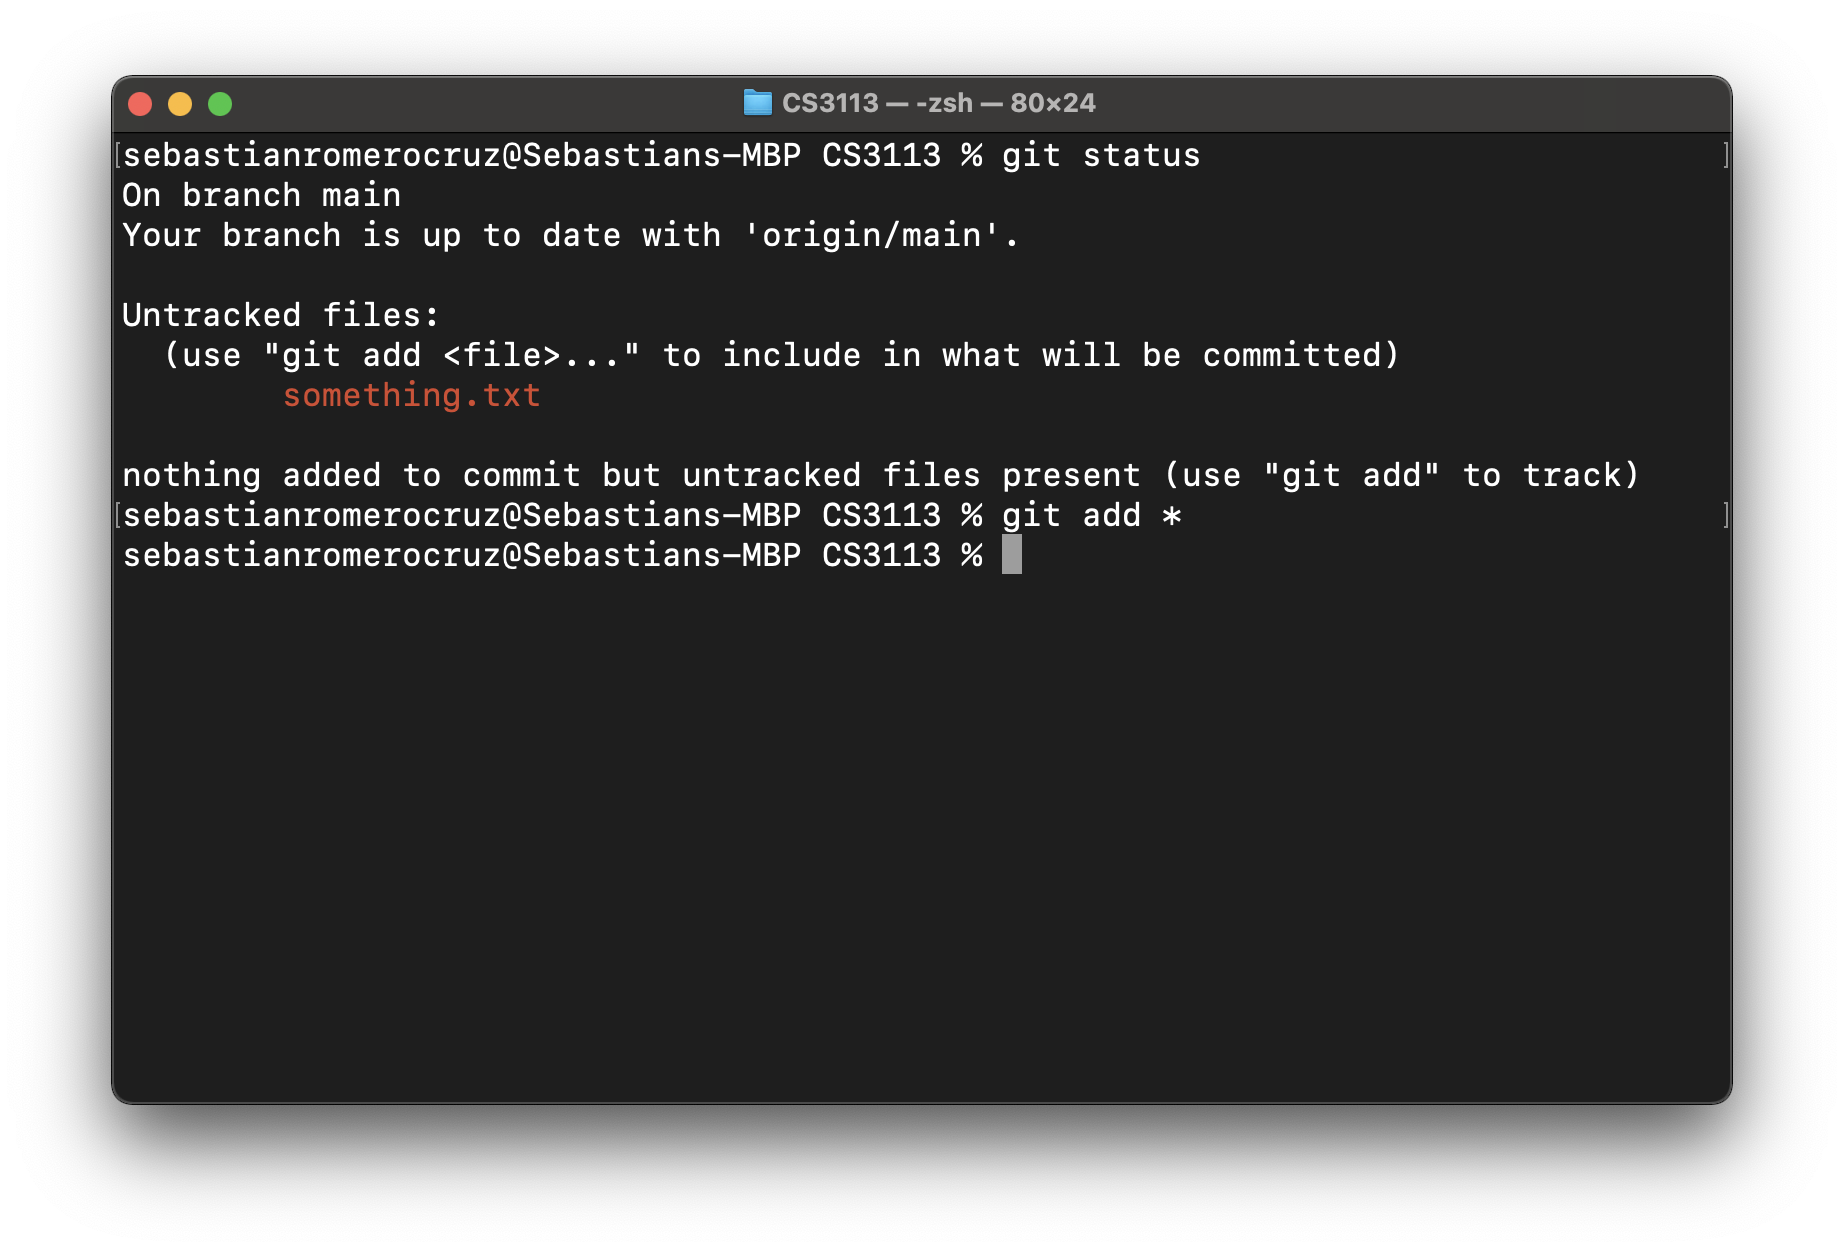 CS3113 — -zsh — 80×24
[sebastianromerocruz@Sebastians-MBP CS3113 % git status ]
On branch main
Your branch is up to date with 'origin/main'.
Untracked files:
(use "git add <file>..." to include in what will be committed)
something.txt
nothing added to commit but untracked files present (use "git add" to track)
[sebastianromerocruz@Sebastians-MBP CS3113 % git add * ]
sebastianromerocruz@Sebastians-MBP CS3113 %